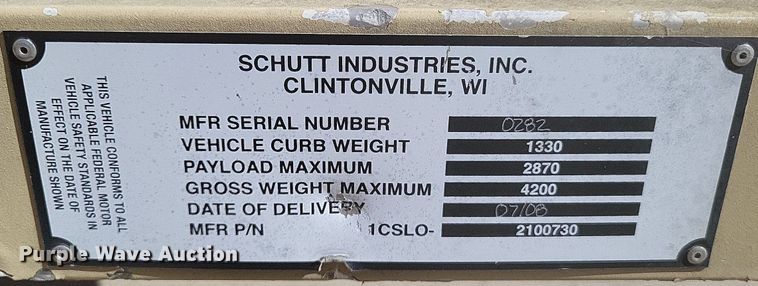 SCHUTT INDUSTRIES, INC.
CLINTONVILLE, WI
THIS VEHICLE CONFORMS TO ALL
APPLICABLE FEDERAL MOTOR
VEHICLE SAFETY STANDARDS IN
EFFECT ON THE DATE OF
MANUFACTURE SHOWN
MFR SERIAL NUMBER 0282
VEHICLE CURB WEIGHT 1330
PAYLOAD MAXIMUM 2870
GROSS WEIGHT MAXIMUM 4200
DATE OF DELIVERY 07/08
MFR P/N 1CSLO- 2100730
Purple Wave Auction